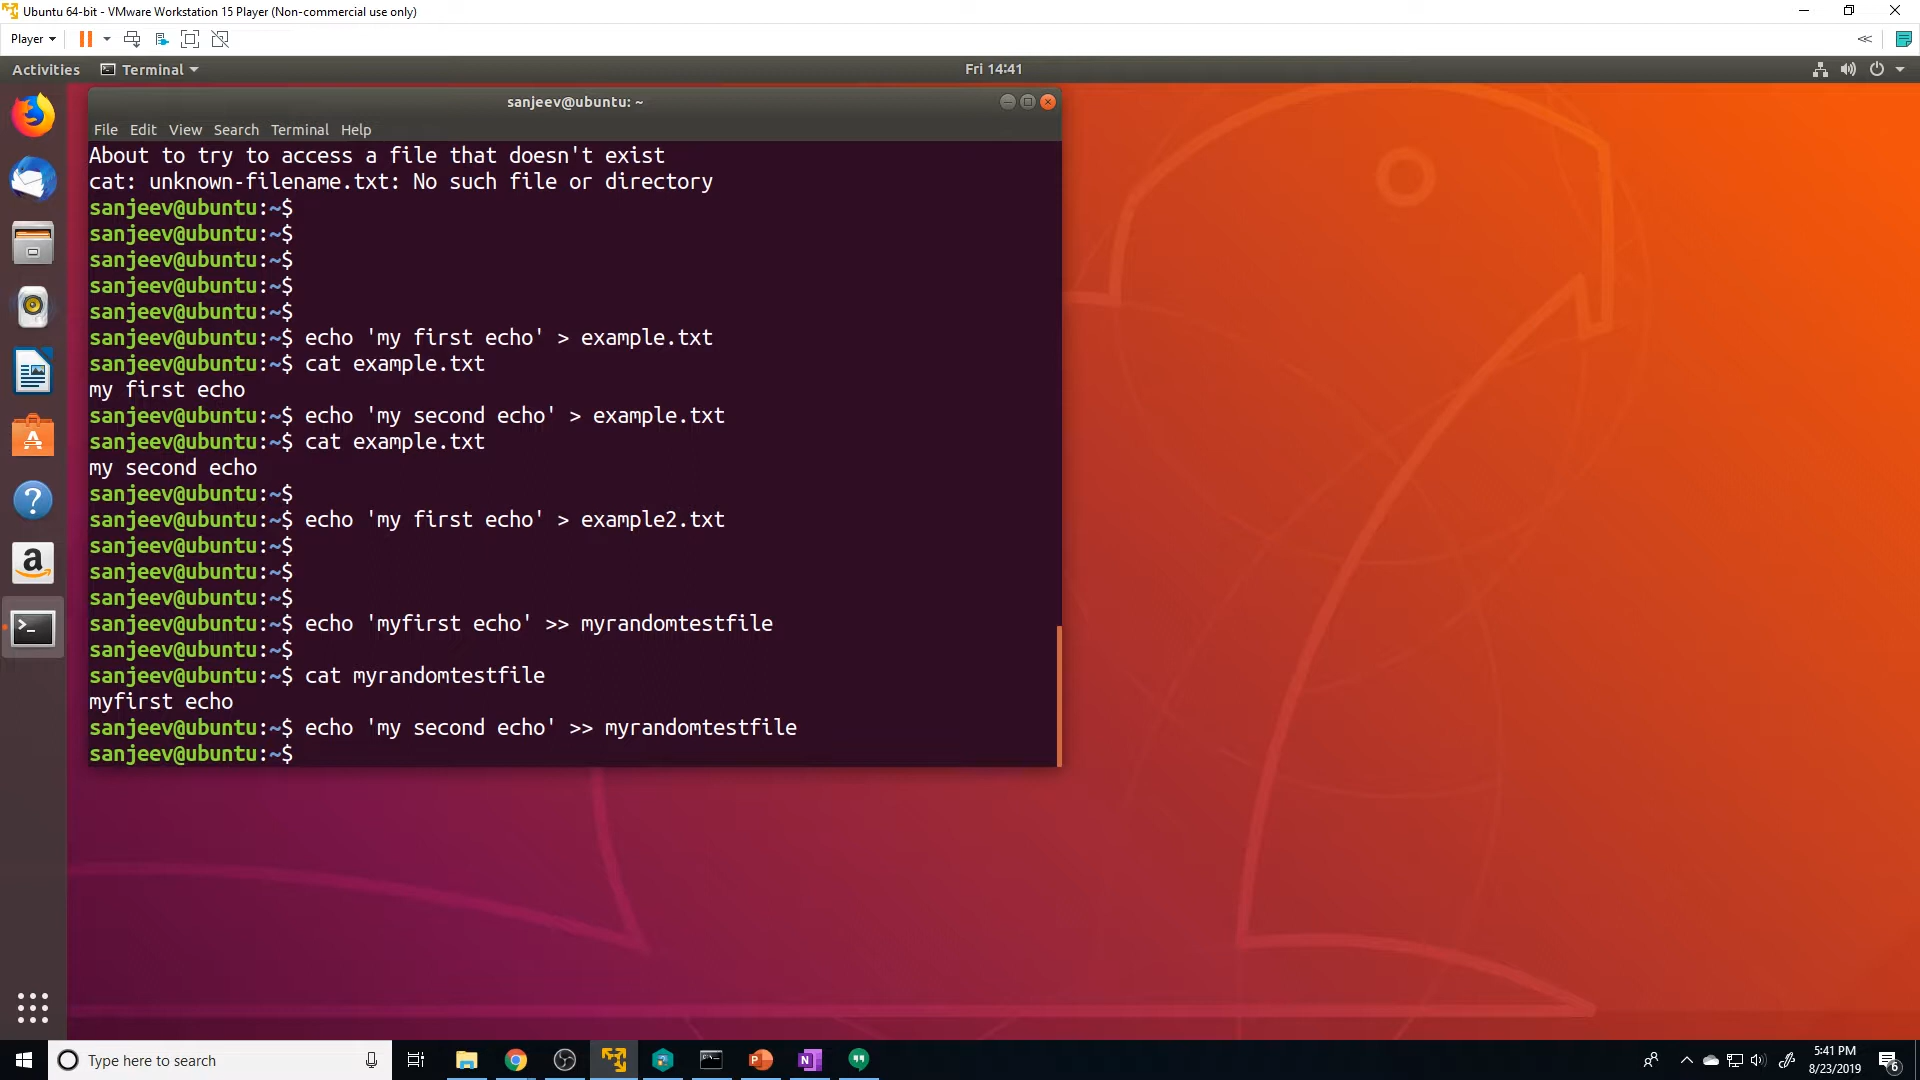 Ubuntu 64-bit - VMware Workstation 15 Player (Non-commercial use only)
Player
Activities
Terminal
Fri 14:41
sanjeev@ubuntu: ~
File Edit View Search Terminal Help
About to try to access a file that doesn't exist
cat: unknown-filename.txt: No such file or directory
sanjeev@ubuntu:~$
sanjeev@ubuntu:~$
sanjeev@ubuntu:~$
sanjeev@ubuntu:~$
sanjeev@ubuntu:~$
sanjeev@ubuntu:~$ echo 'my first echo' > example.txt
sanjeev@ubuntu:~$ cat example.txt
my first echo
sanjeev@ubuntu:~$ echo 'my second echo' > example.txt
sanjeev@ubuntu:~$ cat example.txt
my second echo
sanjeev@ubuntu:~$
sanjeev@ubuntu:~$ echo 'my first echo' > example2.txt
sanjeev@ubuntu:~$
sanjeev@ubuntu:~$
sanjeev@ubuntu:~$
sanjeev@ubuntu:~$ echo 'myfirst echo' >> myrandomtestfile
sanjeev@ubuntu:~$
sanjeev@ubuntu:~$ cat myrandomtestfile
myfirst echo
sanjeev@ubuntu:~$ echo 'my second echo' >> myrandomtestfile
sanjeev@ubuntu:~$
Type here to search
5:41 PM
8/23/2019
6